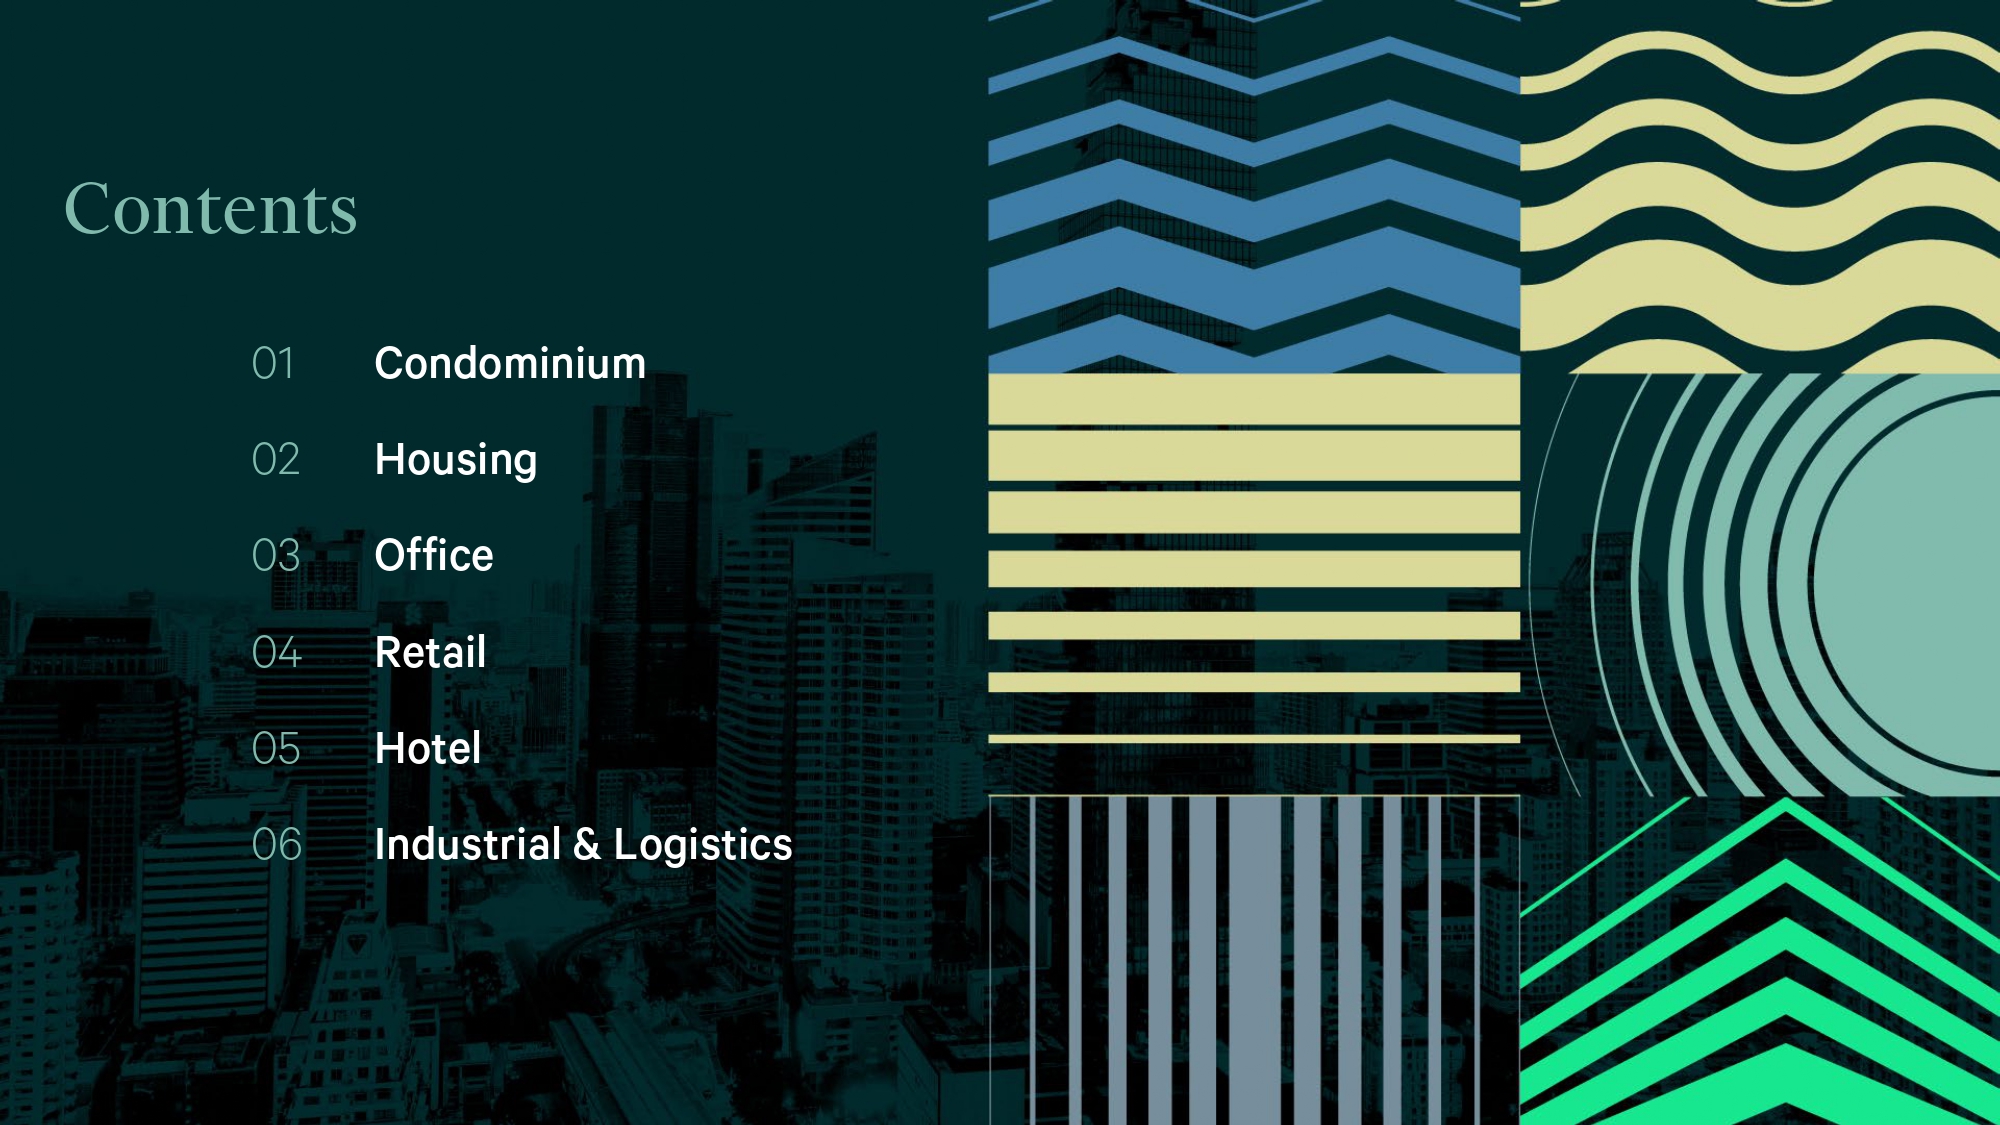 Contents
01 Condominium
02 Housing
03 Office
04 Retail
05 Hotel
06 Industrial & Logistics